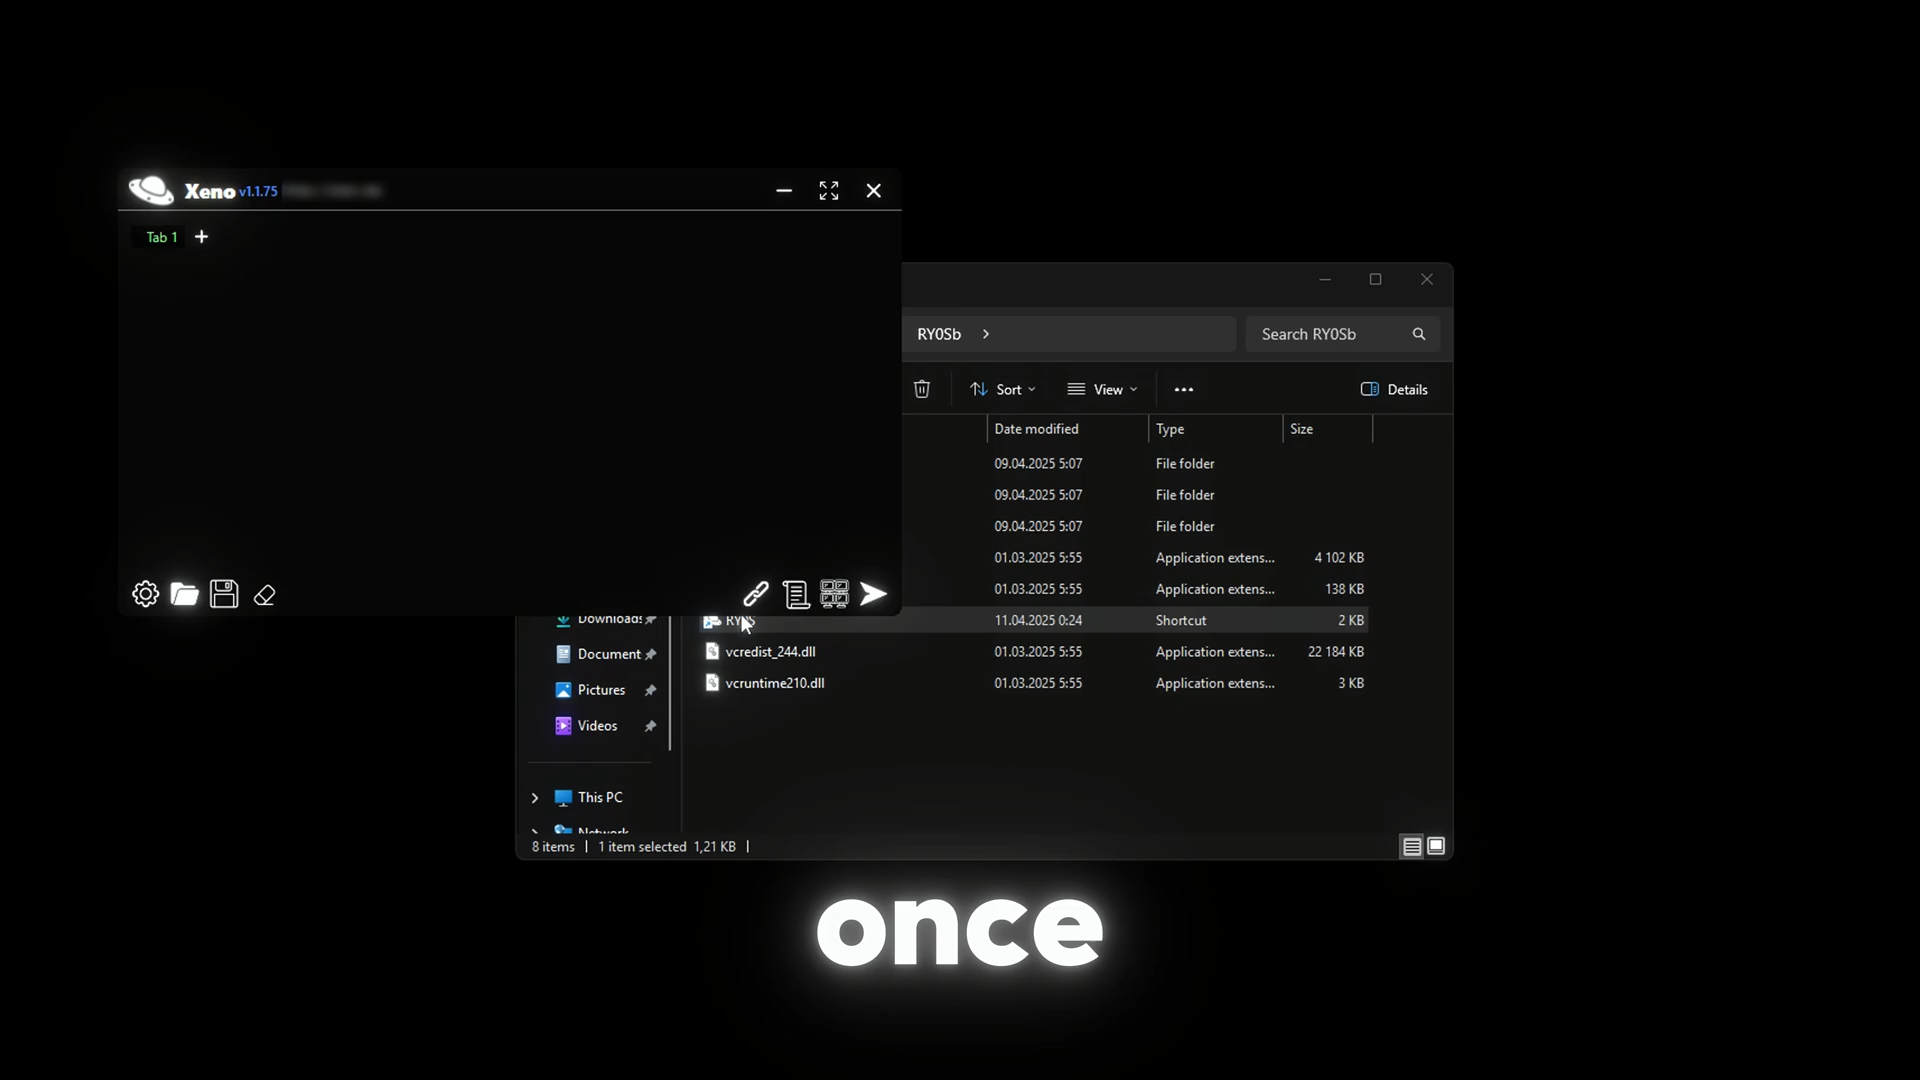 Xeno v1.1.75
Tab 1
RY0Sb
Search RY0Sb
Sort
View
Details
Date modified
Type
Size
09.04.2025 5:07
File folder
09.04.2025 5:07
File folder
09.04.2025 5:07
File folder
01.03.2025 5:55
Application extens...
4 102 KB
01.03.2025 5:55
Application extens...
138 KB
Downloads
11.04.2025 0:24
Shortcut
2 KB
vcredist_244.dll
01.03.2025 5:55
Application extens...
22 184 KB
Document
vcruntime210.dll
01.03.2025 5:55
Application extens...
3 KB
Pictures
Videos
This PC
Network
8 items
1 item selected 1,21 KB
once